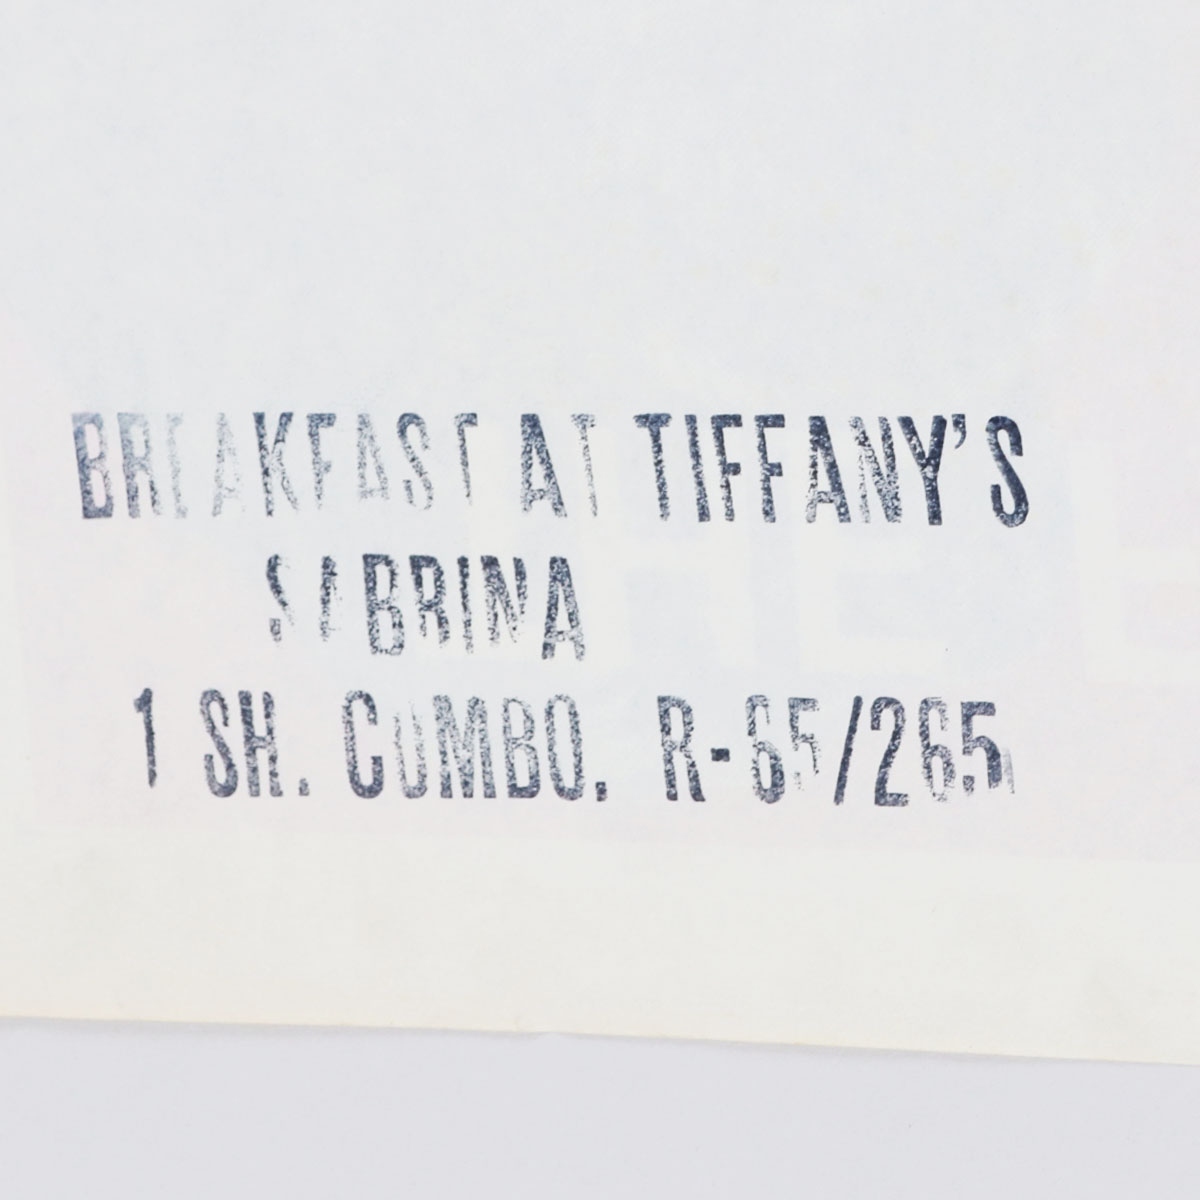 BREAKFAST AT TIFFANY'S
SABRINA
1 SH. COMBO. R-65/265